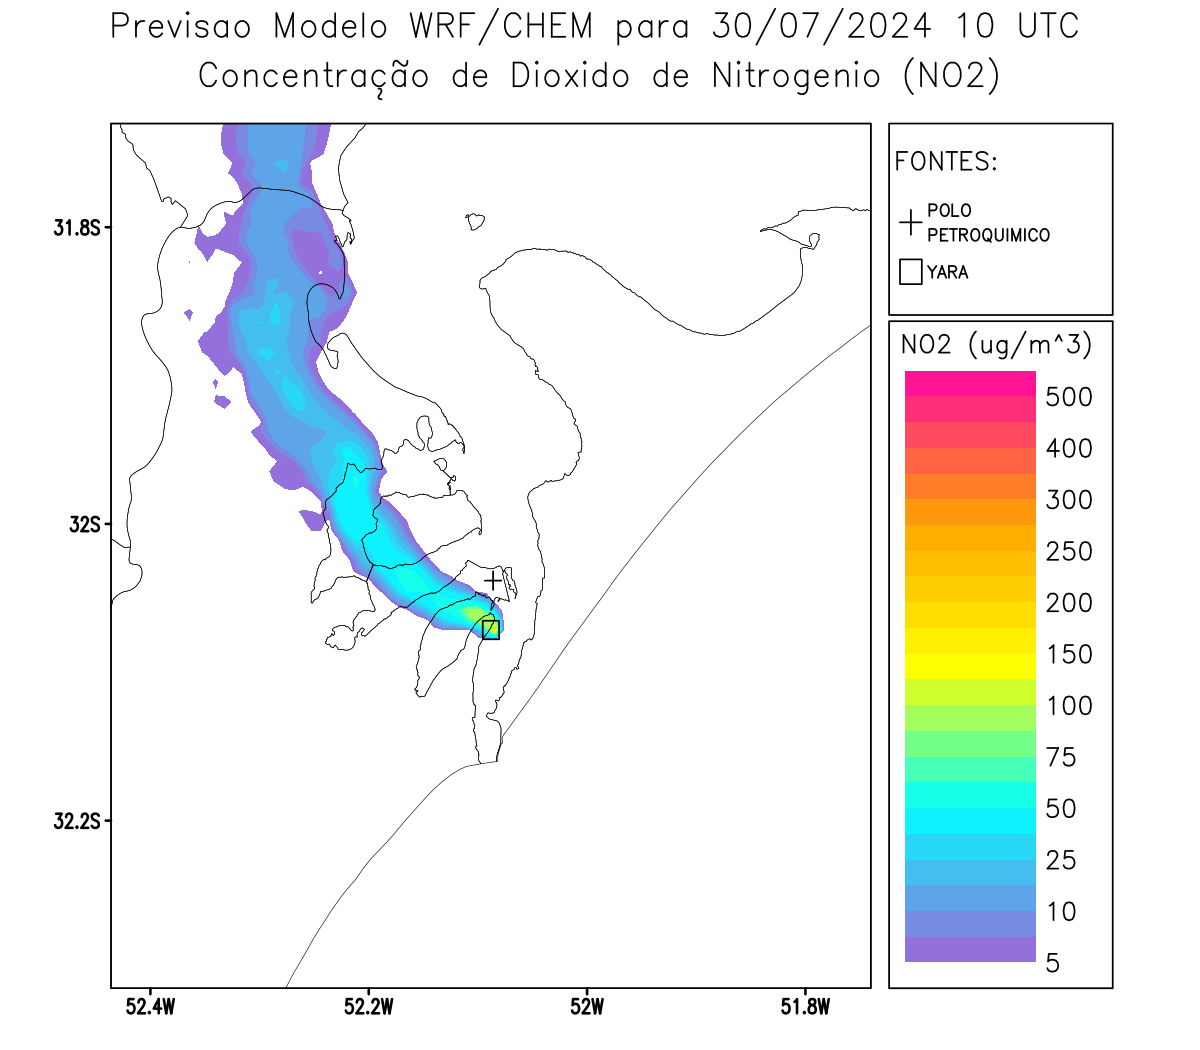 Previsao Modelo WRF/CHEM para 30/07/2024 10 UTC
Concentração de Dioxido de Nitrogenio (NO2)
FONTES:
POLO
PETROQUIMICO
YARA
NO2 (ug/m^3)
500
400
300
250
200
150
100
75
50
25
10
5
31.8S
32S
32.2S
52.4W
52.2W
52W
51.8W